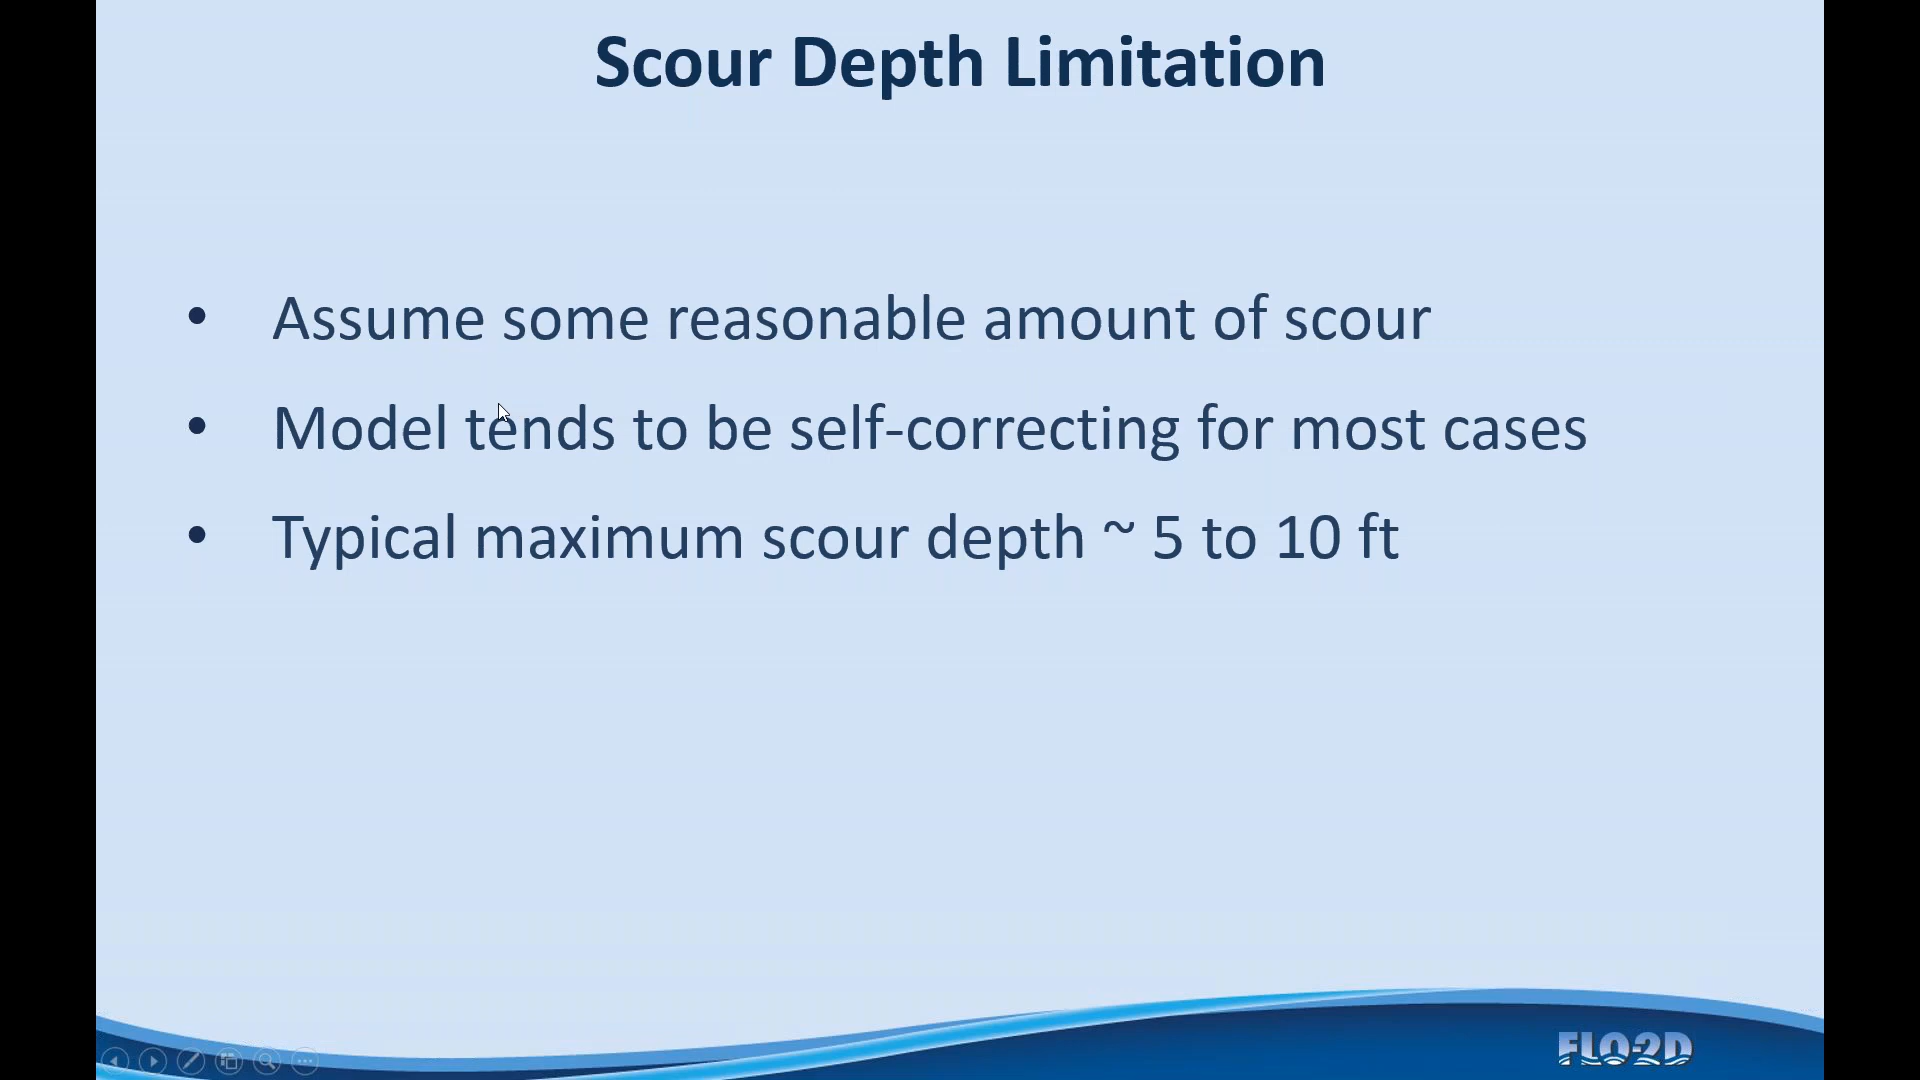 Scour Depth Limitation
• Assume some reasonable amount of scour
• Model tends to be self-correcting for most cases
• Typical maximum scour depth ~ 5 to 10 ft
FLO-2D